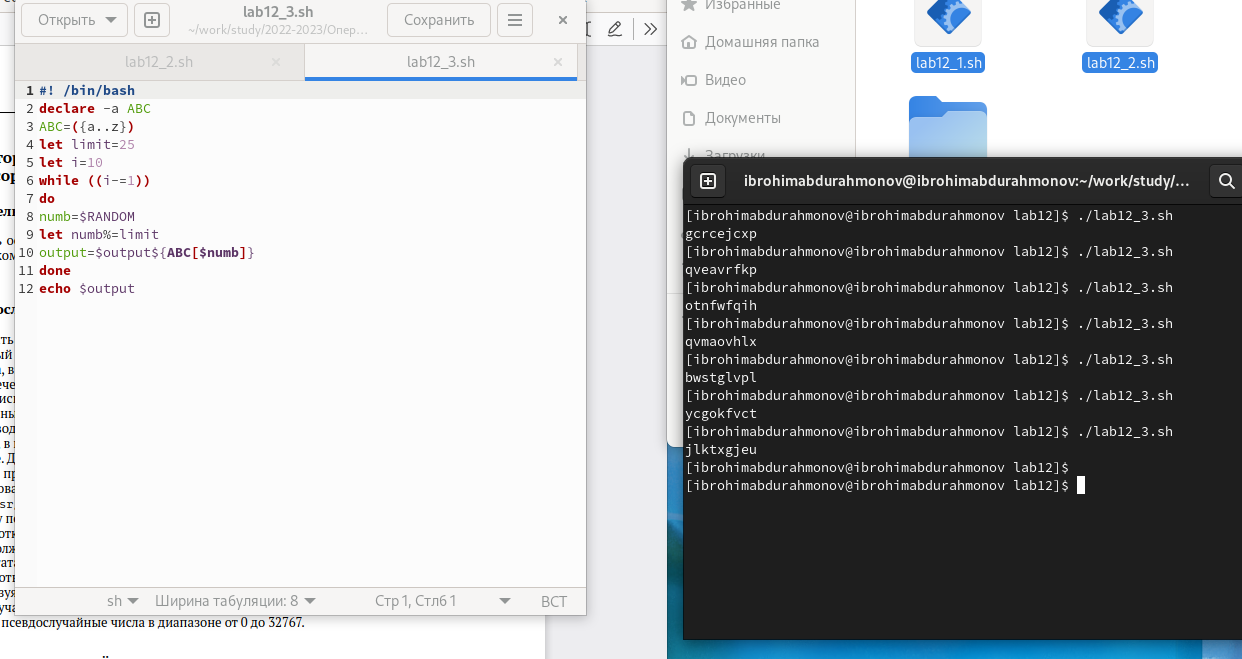 Открыть
lab12_3.sh
~/work/study/2022-2023/Опер...
Сохранить
lab12_2.sh
lab12_3.sh
1 #! /bin/bash
2 declare -a ABC
3 ABC=({a..z})
4 let limit=25
5 let i=10
6 while ((i-=1))
7 do
8 numb=$RANDOM
9 let numb%=limit
10 output=$output${ABC[$numb]}
11 done
12 echo $output
sh
Ширина табуляции: 8
Стр 1, Стлб 1
ВСТ
псевдослучайные числа в диапазоне от 0 до 32767.
Избранные
Домашняя папка
Видео
Документы
Загрузки
lab12_1.sh
lab12_2.sh
ibrohimabdurahmonov@ibrohimabdurahmonov:~/work/study/...
[ibrohimabdurahmonov@ibrohimabdurahmonov lab12]$ ./lab12_3.sh
gcrcejcxp
[ibrohimabdurahmonov@ibrohimabdurahmonov lab12]$ ./lab12_3.sh
qveavrfkp
[ibrohimabdurahmonov@ibrohimabdurahmonov lab12]$ ./lab12_3.sh
otnfwfqih
[ibrohimabdurahmonov@ibrohimabdurahmonov lab12]$ ./lab12_3.sh
qvmaovhlx
[ibrohimabdurahmonov@ibrohimabdurahmonov lab12]$ ./lab12_3.sh
bwstglvpl
[ibrohimabdurahmonov@ibrohimabdurahmonov lab12]$ ./lab12_3.sh
ycgokfvct
[ibrohimabdurahmonov@ibrohimabdurahmonov lab12]$ ./lab12_3.sh
jlktxgjeu
[ibrohimabdurahmonov@ibrohimabdurahmonov lab12]$
[ibrohimabdurahmonov@ibrohimabdurahmonov lab12]$